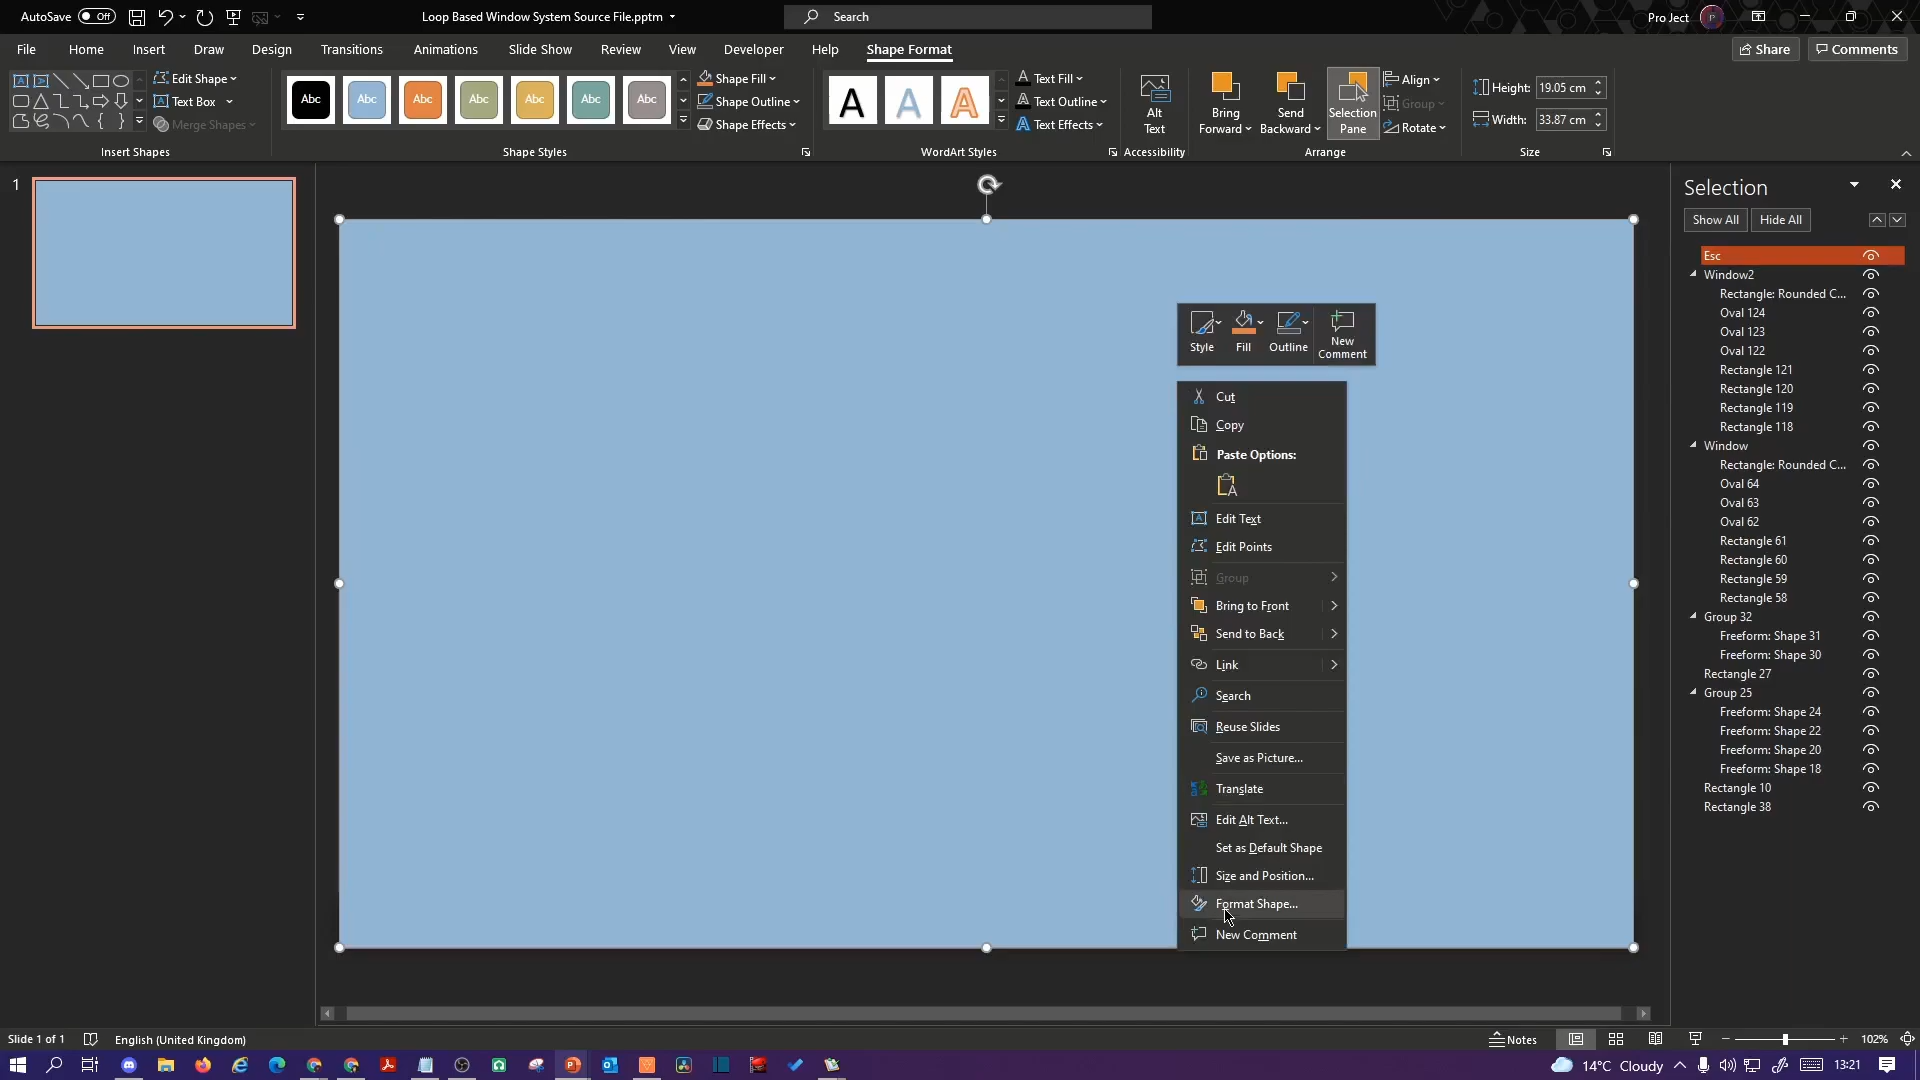 AutoSave Off
Loop Based Window System Source File.pptm
Search
Pro Ject
File Home Insert Draw Design Transitions Animations Slide Show Review View Developer Help Shape Format
Share Comments
Edit Shape
Text Box
Merge Shapes
Insert Shapes
Abc Abc Abc Abc Abc Abc Abc
Shape Fill
Shape Outline
Shape Effects
Shape Styles
A A A
Text Fill
Text Outline
Text Effects
WordArt Styles
Alt
Text
Accessibility
Bring
Forward
Send
Backward
Selection
Pane
Align
Group
Rotate
Arrange
Height: 19.05 cm
Width: 33.87 cm
Size
1
Style Fill Outline New
Comment
Cut
Copy
Paste Options:
Edit Text
Edit Points
Group
Bring to Front
Send to Back
Link
Search
Reuse Slides
Save as Picture...
Translate
Edit Alt Text...
Set as Default Shape
Size and Position...
Format Shape...
New Comment
Selection
Show All Hide All
Esc
Window2
Rectangle: Rounded C...
Oval 124
Oval 123
Oval 122
Rectangle 121
Rectangle 120
Rectangle 119
Rectangle 118
Window
Rectangle: Rounded C...
Oval 64
Oval 63
Oval 62
Rectangle 61
Rectangle 60
Rectangle 59
Rectangle 58
Group 32
Freeform: Shape 31
Freeform: Shape 30
Rectangle 27
Group 25
Freeform: Shape 24
Freeform: Shape 22
Freeform: Shape 20
Freeform: Shape 18
Rectangle 10
Rectangle 38
Slide 1 of 1 English (United Kingdom) Notes 102%
14°C Cloudy 13:21